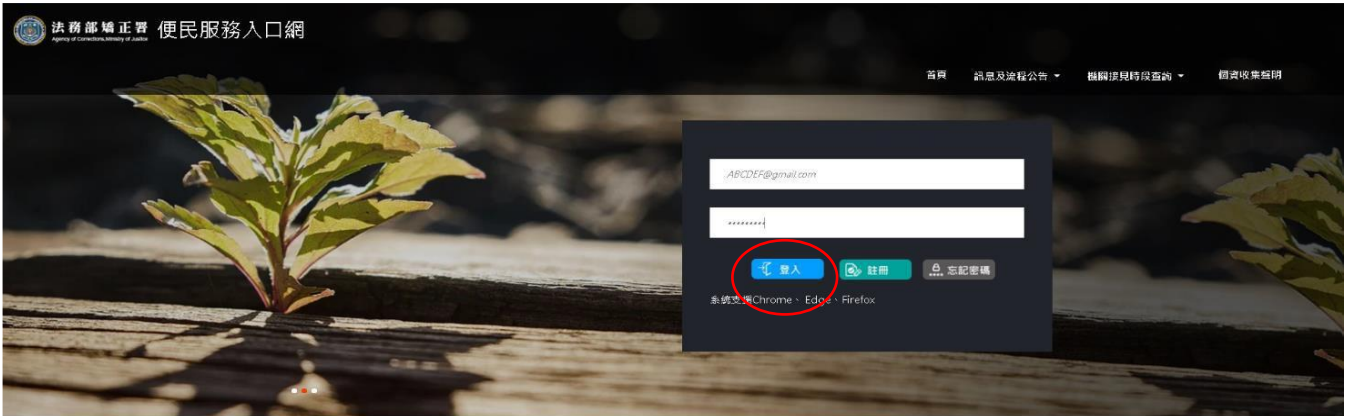 法務部矯正署 便民服務入口網
Agency of Corrections,Ministry of Justice
首頁 訊息及流程公告 機關接見時段查詢 個資收集聲明
ABCDEF@gmail.com
*********
登入 註冊 忘記密碼
系統支援Chrome、Edge、Firefox